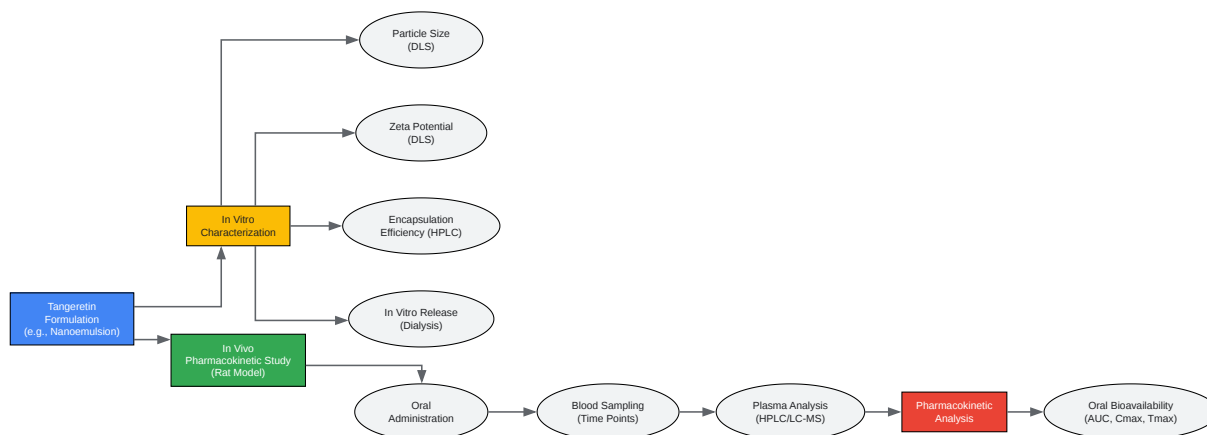 Particle Size
(DLS)
Zeta Potential
(DLS)
In Vitro
Characterization
Encapsulation
Efficiency (HPLC)
Tangeretin
Formulation
(e.g., Nanoemulsion)
In Vitro Release
(Dialysis)
In Vivo
Pharmacokinetic Study
(Rat Model)
Oral
Administration
Blood Sampling
(Time Points)
Plasma Analysis
(HPLC/LC-MS)
Pharmacokinetic
Analysis
Oral Bioavailability
(AUC, Cmax, Tmax)